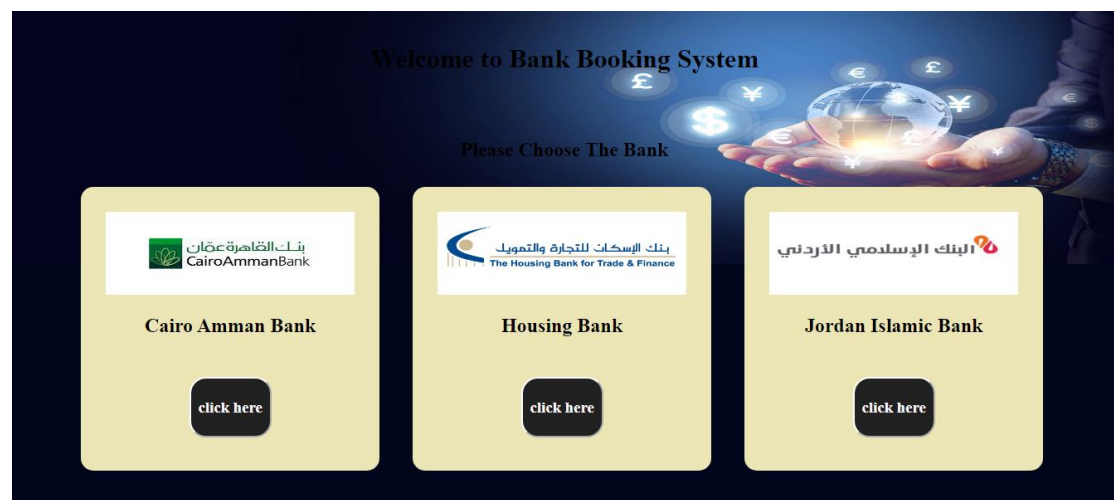 Welcome to Bank Booking System
Please Choose The Bank
بنك القاهرة عمّان
CairoAmmanBank
Cairo Amman Bank
click here
بنك الإسكان للتجارة والتمويل
The Housing Bank for Trade & Finance
Housing Bank
click here
البنك الإسلامي الأردني
Jordan Islamic Bank
click here